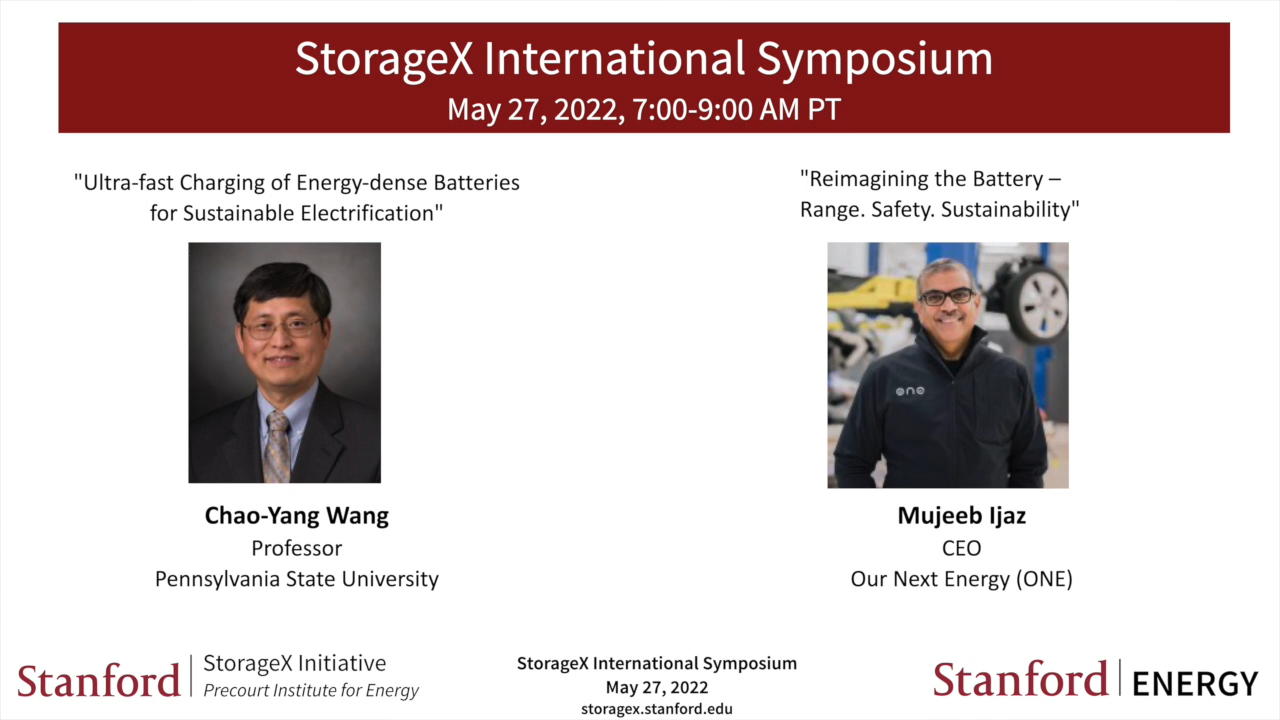 StorageX International Symposium
May 27, 2022, 7:00-9:00 AM PT
"Ultra-fast Charging of Energy-dense Batteries
for Sustainable Electrification"
Chao-Yang Wang
Professor
Pennsylvania State University
"Reimagining the Battery –
Range. Safety. Sustainability"
one
Mujeeb Ijaz
CEO
Our Next Energy (ONE)
Stanford
StorageX Initiative
Precourt Institute for Energy
StorageX International Symposium
May 27, 2022
storagex.stanford.edu
Stanford ENERGY